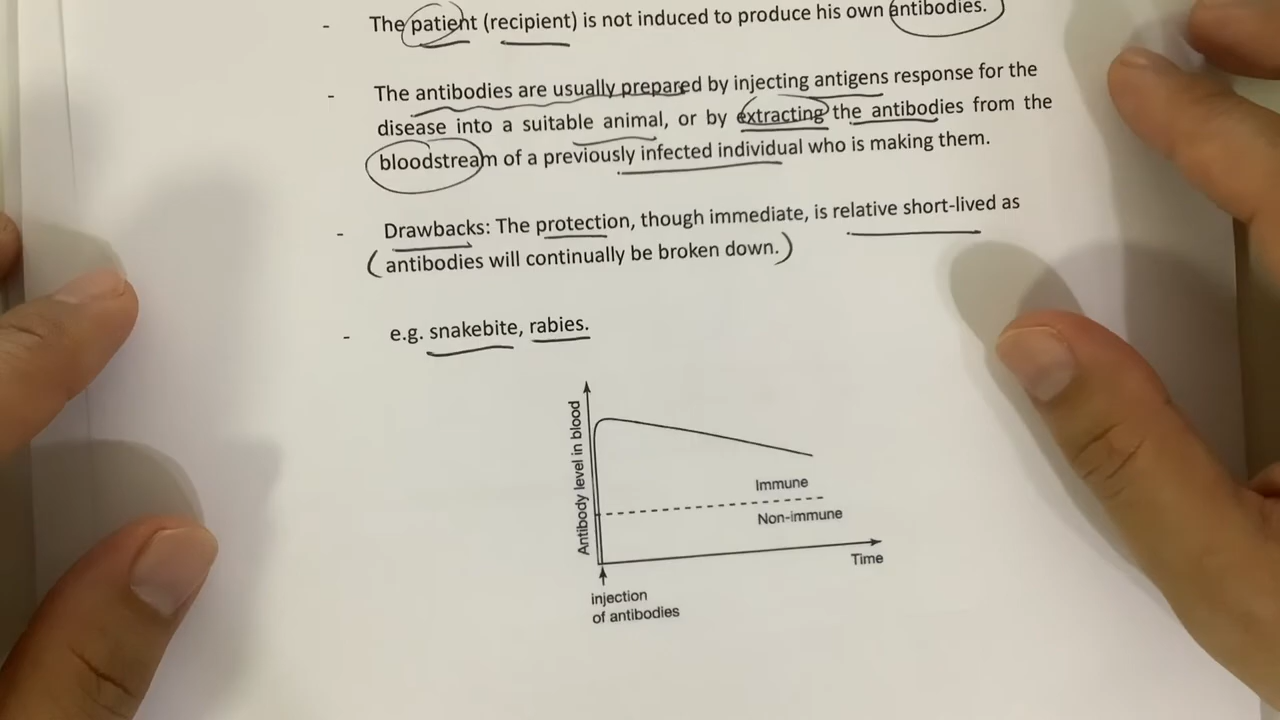 - The patient (recipient) is not induced to produce his own antibodies.
- The antibodies are usually prepared by injecting antigens response for the
disease into a suitable animal, or by extracting the antibodies from the
bloodstream of a previously infected individual who is making them.
- Drawbacks: The protection, though immediate, is relative short-lived as
(antibodies will continually be broken down.)
- e.g. snakebite, rabies.
Antibody level in blood
Immune
Non-immune
Time
injection
of antibodies